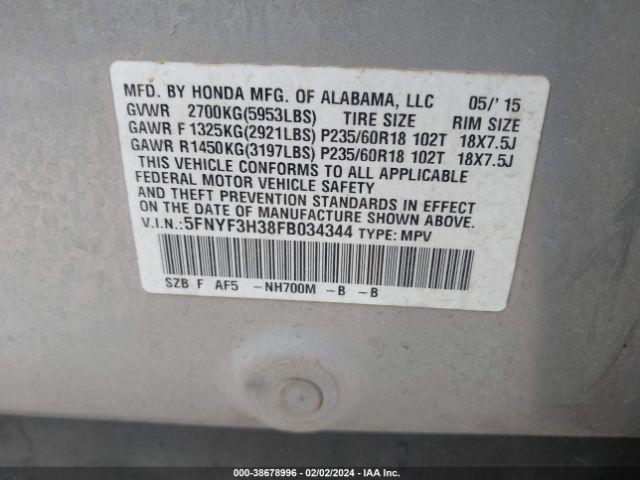 MFD. BY HONDA MFG. OF ALABAMA, LLC 05/' 15
GVWR 2700KG(5953LBS) TIRE SIZE RIM SIZE
GAWR F 1325KG(2921LBS) P235/60R18 102T 18X7.5J
GAWR R1450KG(3197LBS) P235/60R18 102T 18X7.5J
THIS VEHICLE CONFORMS TO ALL APPLICABLE
FEDERAL MOTOR VEHICLE SAFETY
AND THEFT PREVENTION STANDARDS IN EFFECT
ON THE DATE OF MANUFACTURE SHOWN ABOVE.
V.I.N.:5FNYF3H38FB034344 TYPE: MPV
SZB F AF5 -NH700M -B -B
000-38678996 - 02/02/2024 - IAA Inc.